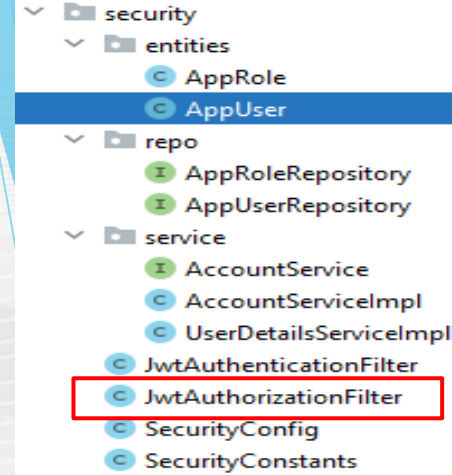 security
entities
C AppRole
C AppUser
repo
I AppRoleRepository
I AppUserRepository
service
I AccountService
C AccountServiceImpl
C UserDetailsServiceImpl
C JwtAuthenticationFilter
C JwtAuthorizationFilter
C SecurityConfig
C SecurityConstants